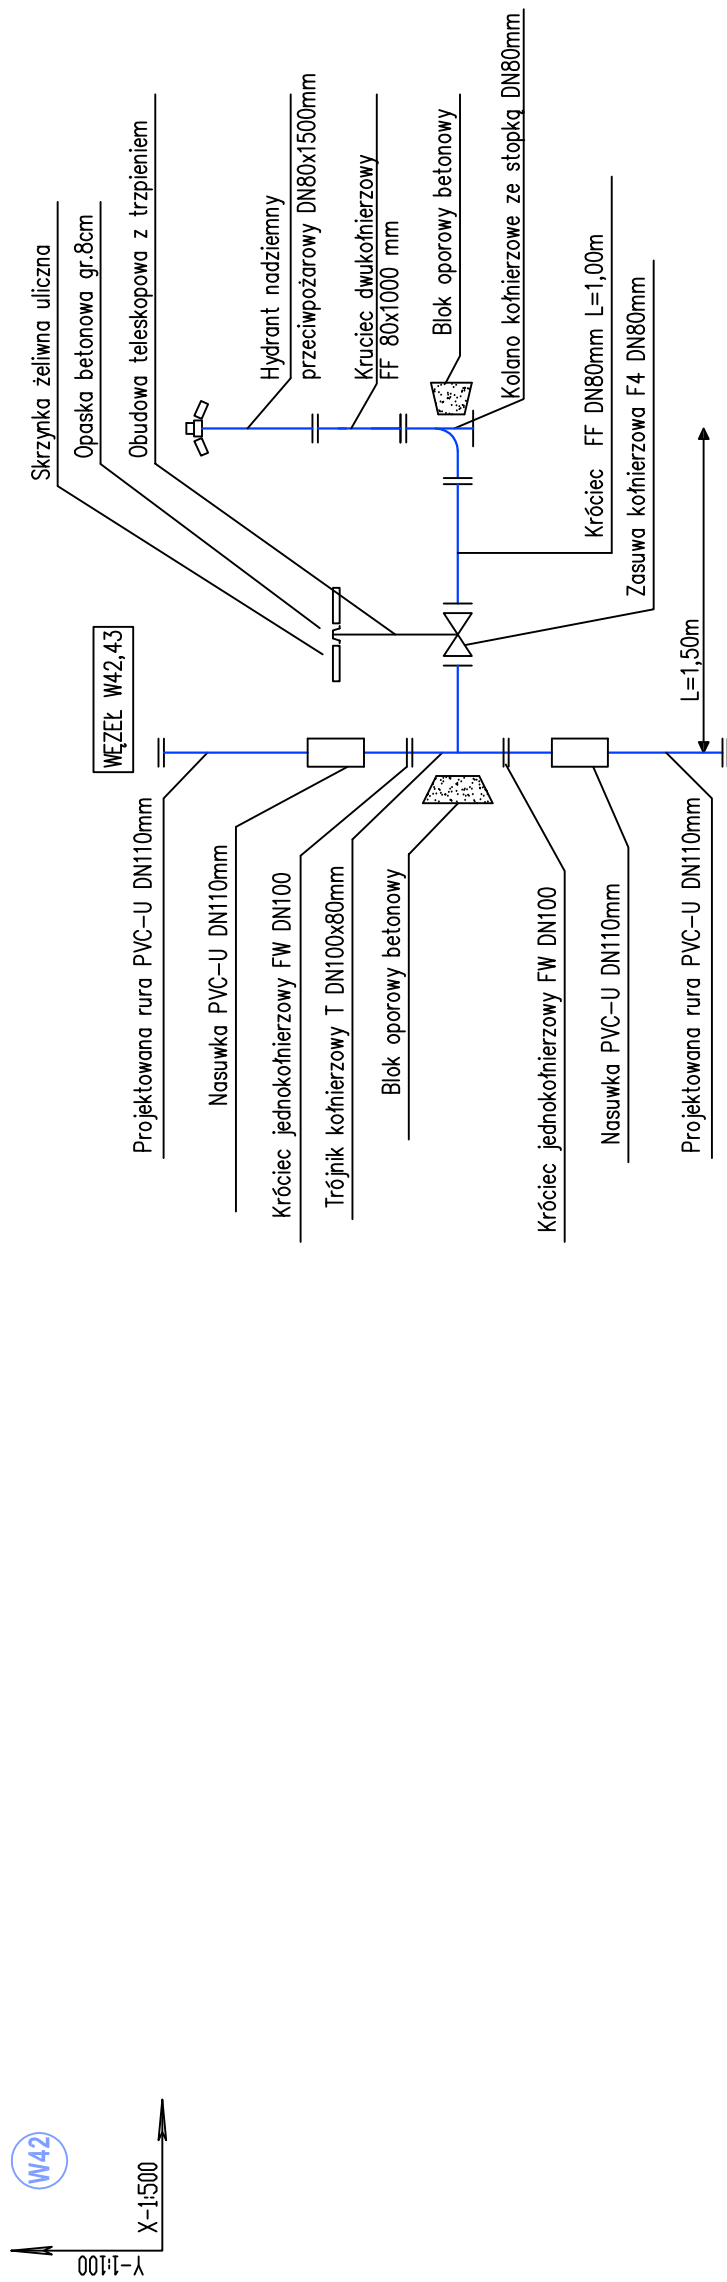 Skrzynka żeliwna uliczna
Opaska betonowa gr.8cm
Obudowa teleskopowa z trzpieniem
Hydrant nadziemny
przeciwpożarowy DN80x1500mm
Kruciec dwukołnierzowy
FF 80x1000 mm
Blok oporowy betonowy
Kolano kołnierzowe ze stopką DN80mm
Króciec FF DN80mm L=1,00m
Zasuwa kołnierzowa F4 DN80mm
L=1,50m
WĘZEŁ W42,43
Projektowana rura PVC-U DN110mm
Nasuwka PVC-U DN110mm
Króciec jednokołnierzowy FW DN100
Trójnik kołnierzowy T DN100x80mm
Blok oporowy betonowy
Króciec jednokołnierzowy FW DN100
Nasuwka PVC-U DN110mm
Projektowana rura PVC-U DN110mm
W42
X-1:500
Y-1:100